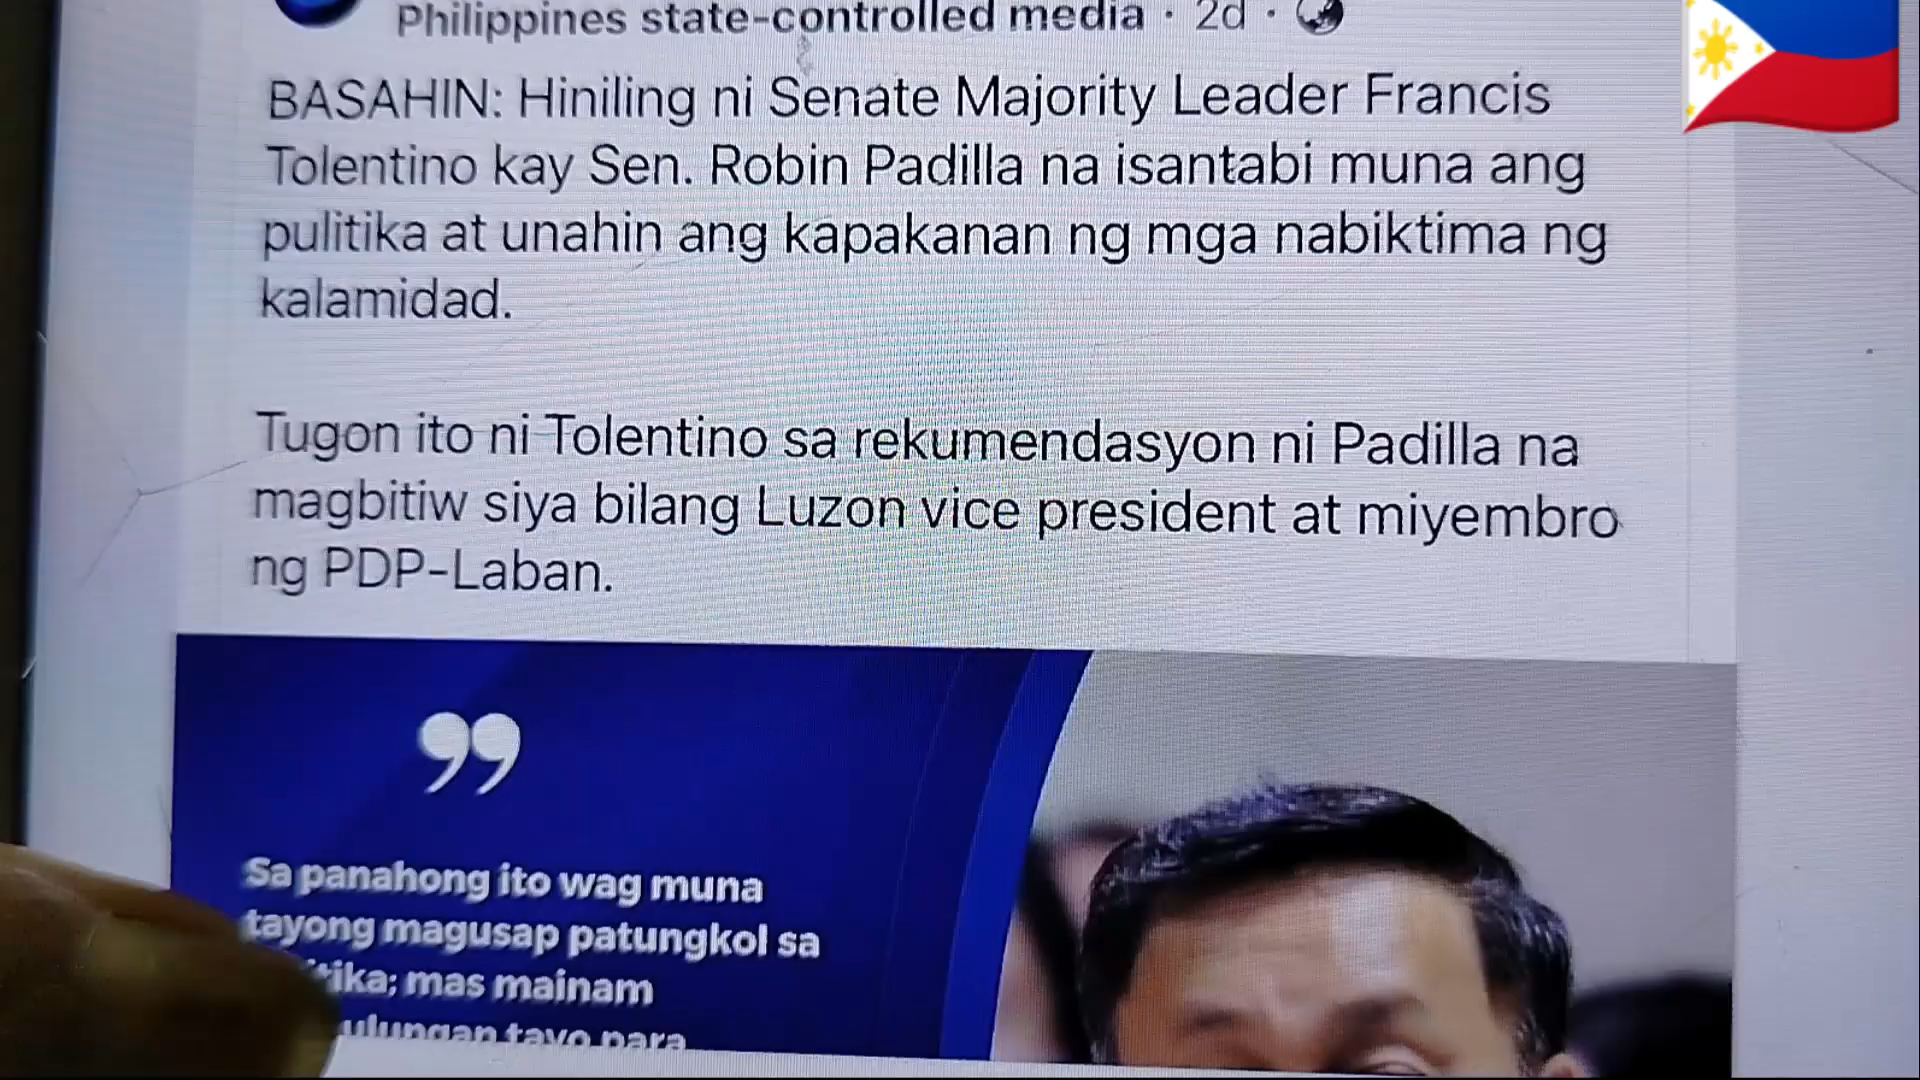 Philippines state-controlled media · 2d ·
BASAHIN: Hiniling ni Senate Majority Leader Francis
Tolentino kay Sen. Robin Padilla na isantabi muna ang
pulitika at unahin ang kapakanan ng mga nabiktima ng
kalamidad.
Tugon ito ni Tolentino sa rekumendasyon ni Padilla na
magbitiw siya bilang Luzon vice president at miyembro
ng PDP-Laban.
Sa panahong ito wag muna
tayong magusap patungkol sa
mas mainam
tayo para